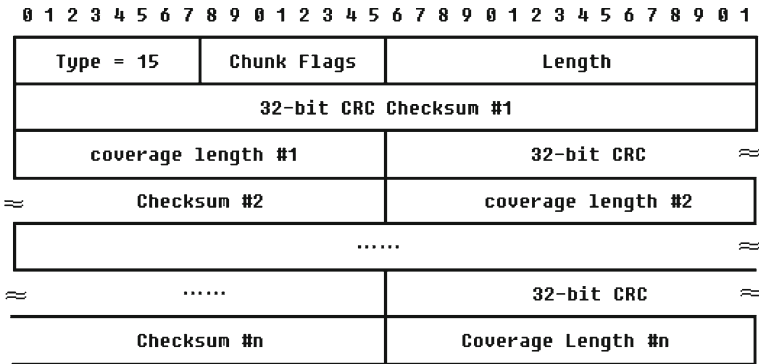 0 1 2 3 4 5 6 7 8 9 0 1 2 3 4 5 6 7 8 9 0 1 2 3 4 5 6 7 8 9 0 1
Type = 15 Chunk Flags Length
32-bit CRC Checksum #1
coverage length #1 32-bit CRC ≈
≈ Checksum #2 coverage length #2
...... ≈
≈ ...... 32-bit CRC ≈
Checksum #n Coverage Length #n